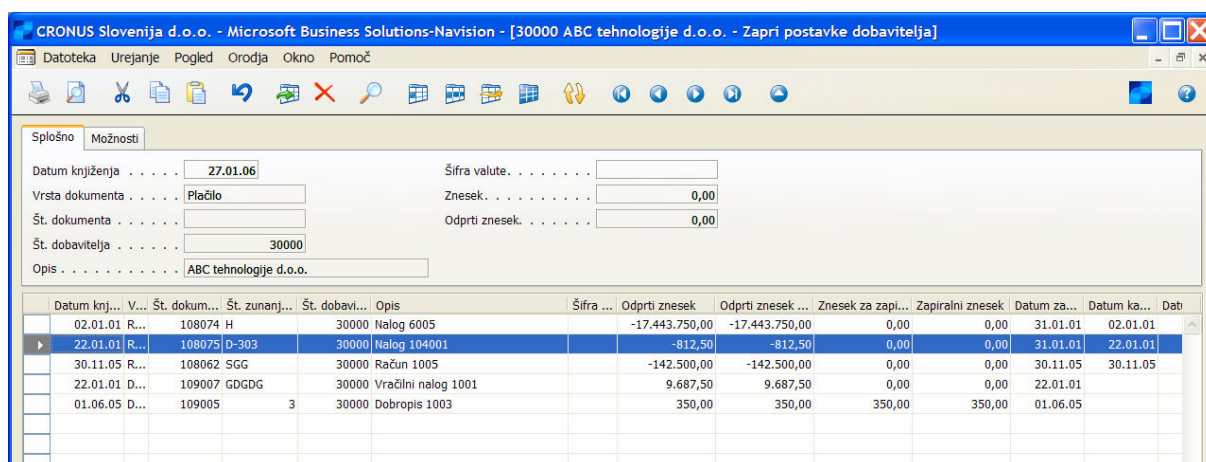 CRONUS Slovenija d.o.o. - Microsoft Business Solutions-Navision - [30000 ABC tehnologije d.o.o. - Zapri postavke dobavitelja]
Datoteka Urejanje Pogled Orodja Okno Pomoč
Splošno Možnosti
Datum knjiženja . . . . . 27.01.06 Šifra valute. . . . . . . .
Vrsta dokumenta . . . . . Plačilo Znesek. . . . . . . . . . 0,00
Št. dokumenta . . . . . . Odprti znesek. . . . . . . 0,00
Št. dobavitelja . . . . . . 30000
Opis . . . . . . . . . . . ABC tehnologije d.o.o.
Datum knj... V... Št. dokum... Št. zunanj... Št. dobavi... Opis Šifra ... Odprti znesek Odprti znesek ... Znesek za zapi... Zapiralni znesek Datum za... Datum ka... Datu
02.01.01 R... 108074 H 30000 Nalog 6005 -17.443.750,00 -17.443.750,00 0,00 0,00 31.01.01 02.01.01
22.01.01 R... 108075 D-303 30000 Nalog 104001 -812,50 -812,50 0,00 0,00 31.01.01 22.01.01
30.11.05 R... 108062 SGG 30000 Račun 1005 -142.500,00 -142.500,00 0,00 0,00 30.11.05 30.11.05
22.01.01 D... 109007 GDGDG 30000 Vračilni nalog 1001 9.687,50 9.687,50 0,00 0,00 22.01.01
01.06.05 D... 109005 3 30000 Dobropis 1003 350,00 350,00 350,00 350,00 01.06.05